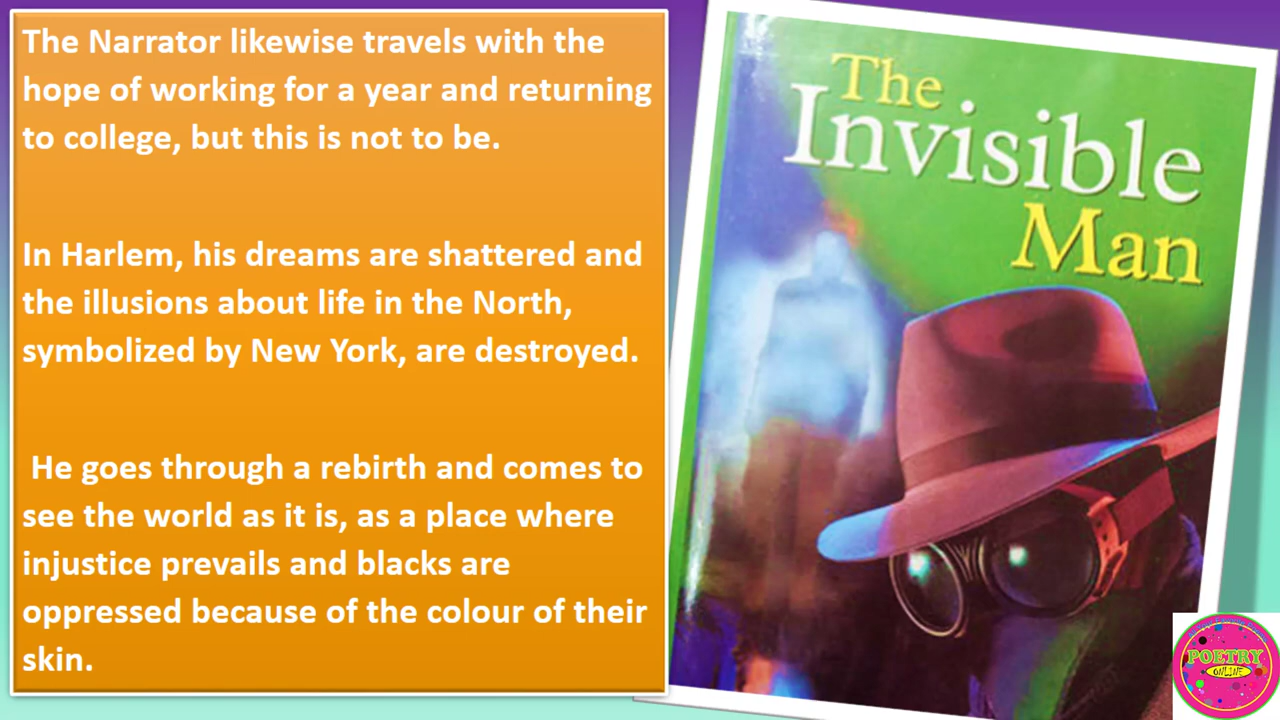 The Narrator likewise travels with the
hope of working for a year and returning
to college, but this is not to be.
In Harlem, his dreams are shattered and
the illusions about life in the North,
symbolized by New York, are destroyed.
He goes through a rebirth and comes to
see the world as it is, as a place where
injustice prevails and blacks are
oppressed because of the colour of their
skin.
The
Invisible
Man
POETRY
ONLINE